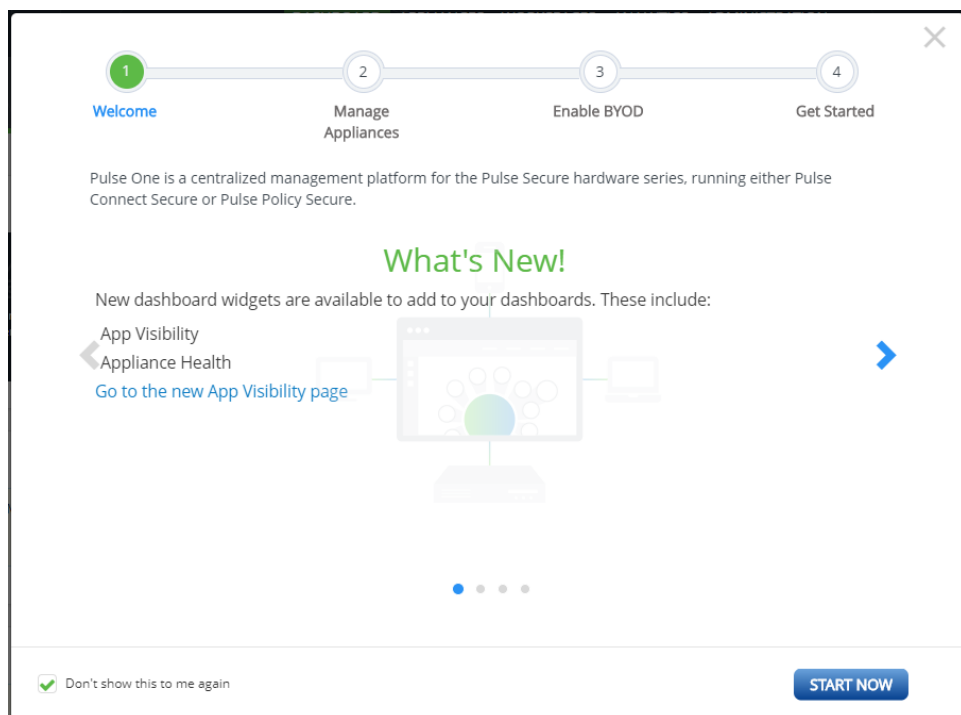 1
2
3
4
Welcome
Manage
Appliances
Enable BYOD
Get Started
Pulse One is a centralized management platform for the Pulse Secure hardware series, running either Pulse
Connect Secure or Pulse Policy Secure.
What's New!
New dashboard widgets are available to add to your dashboards. These include:
App Visibility
Appliance Health
Go to the new App Visibility page
Don't show this to me again
START NOW